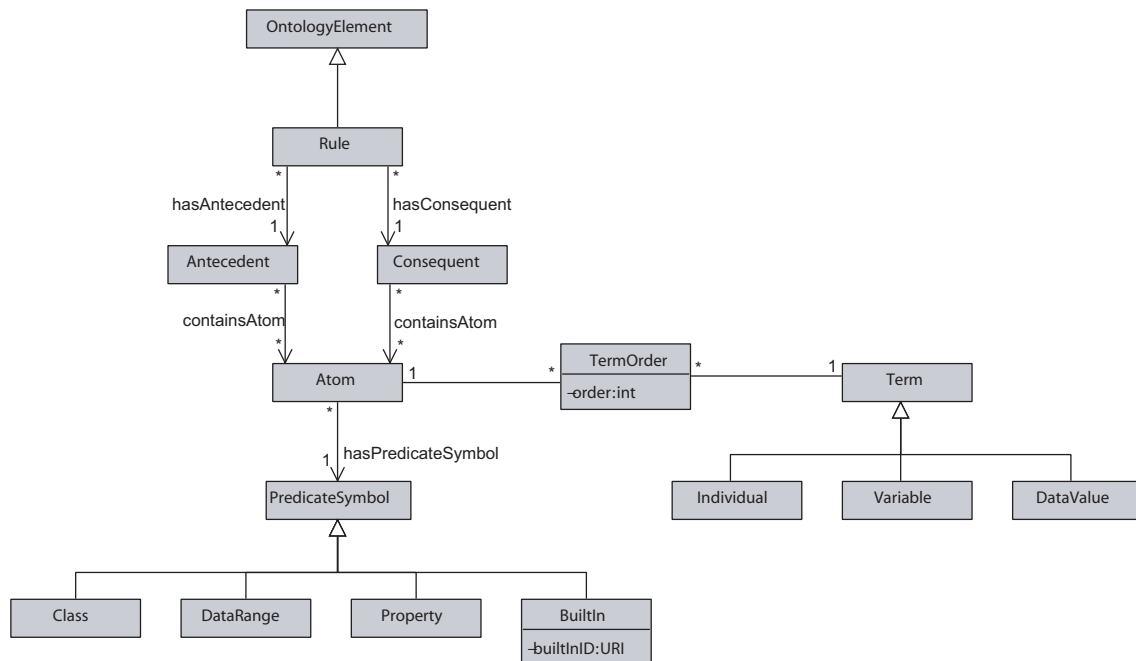 OntologyElement
Rule
* *
hasAntecedent hasConsequent
1 1
Antecedent Consequent
* *
containsAtom containsAtom
* *
TermOrder
Atom 1 * * 1 Term
–order:int
*
hasPredicateSymbol
1
PredicateSymbol Individual Variable DataValue
Class DataRange Property BuiltIn
–builtInID:URI